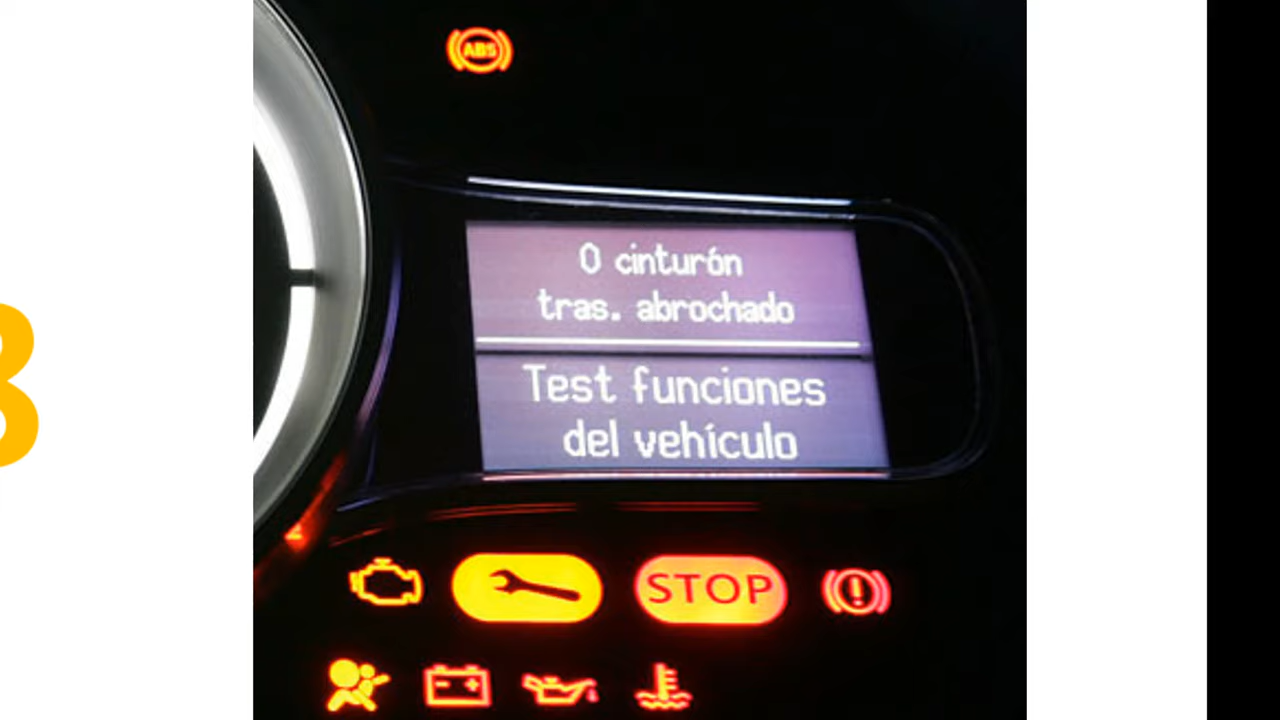 ABS
0 cinturón
tras. abrochado
Test funciones
del vehículo
STOP